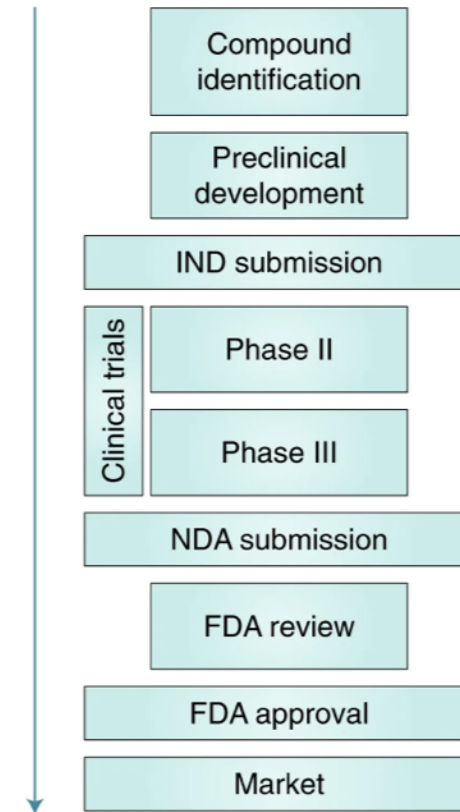 Compound
identification
Preclinical
development
IND submission
Clinical trials
Phase II
Phase III
NDA submission
FDA review
FDA approval
Market